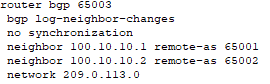 router bgp 65003
bgp log-neighbor-changes
no synchronization
neighbor 100.10.10.1 remote-as 65001
neighbor 100.10.10.2 remote-as 65002
network 209.0.113.0